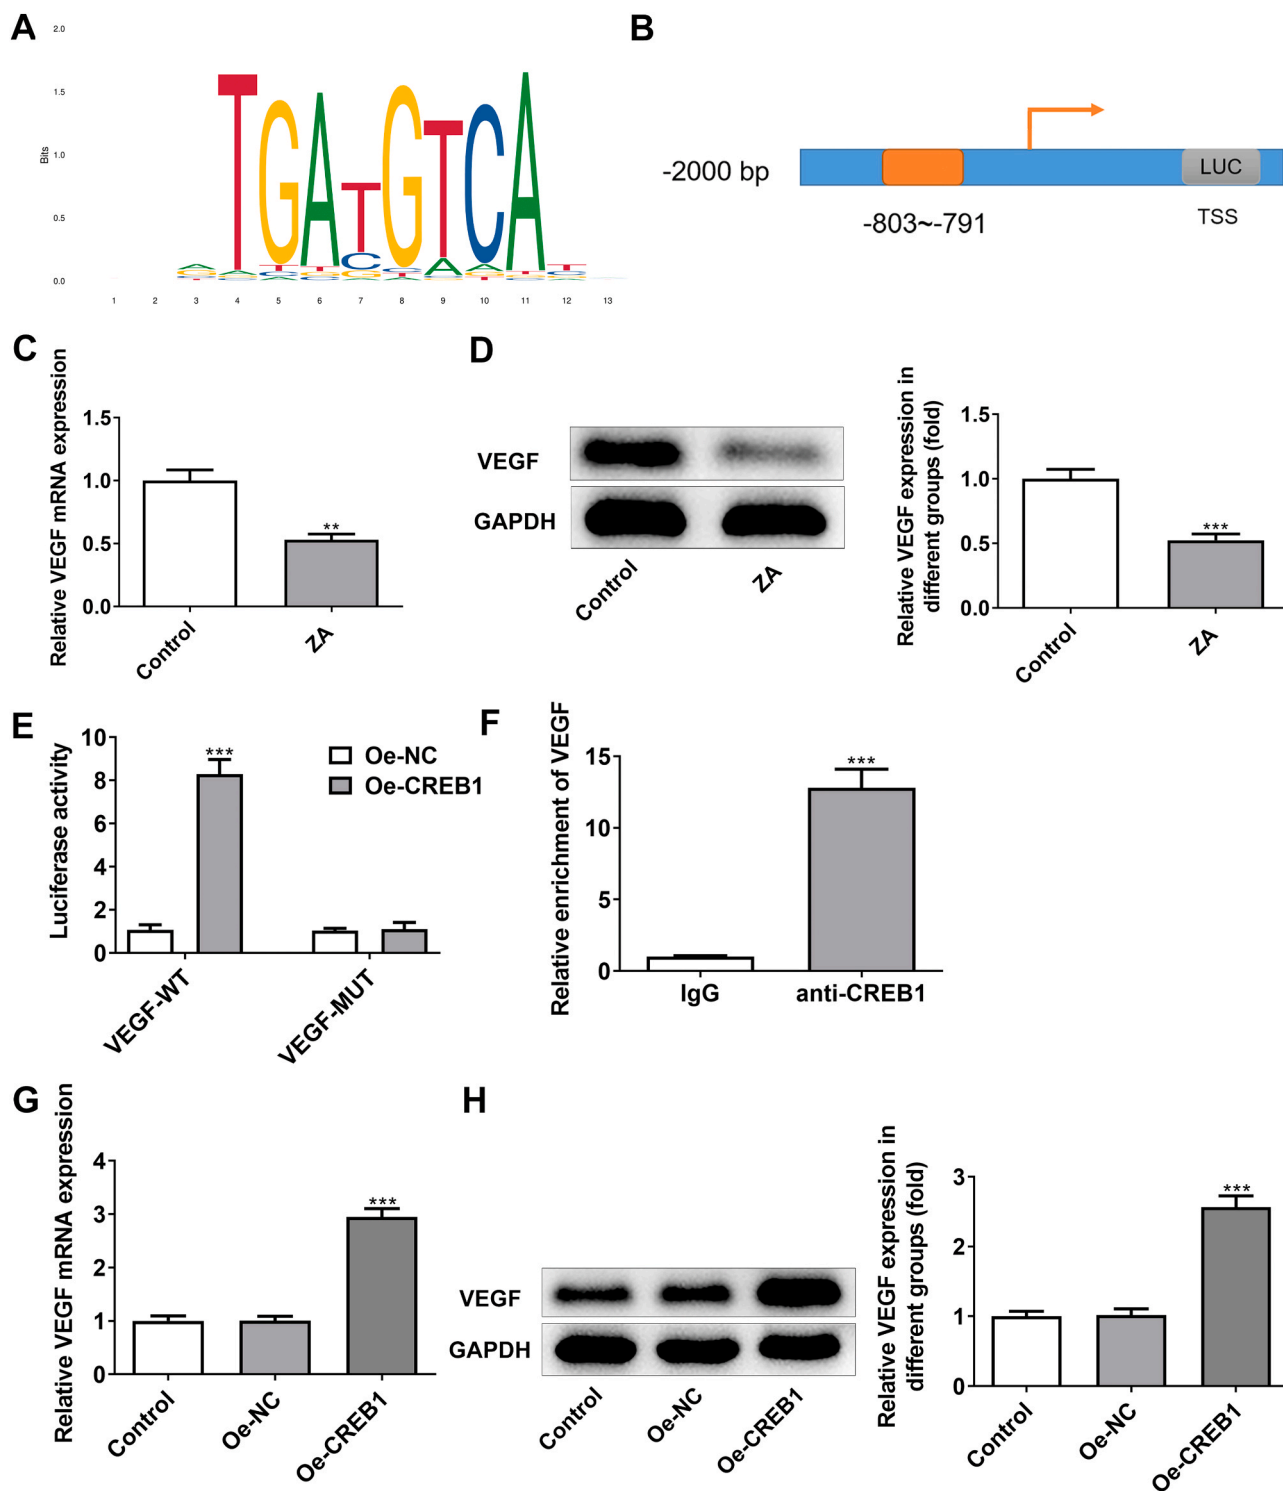 A
2.0
1.5
1.0
0.5
0.0
Bits
TGATGTCA
1 2 3 4 5 6 7 8 9 10 11 12 13
B
-2000 bp
LUC
-803~-791
TSS
C
Relative VEGF mRNA expression
1.5
1.0
0.5
0.0
**
Control
ZA
D
VEGF
GAPDH
Control
ZA
Relative VEGF expression in
different groups (fold)
1.5
1.0
0.5
0.0
***
Control
ZA
E
Luciferase activity
10
8
6
4
2
0
***
Oe-NC
Oe-CREB1
VEGF-WT
VEGF-MUT
F
Relative enrichment of VEGF
15
10
5
0
***
IgG
anti-CREB1
G
Relative VEGF mRNA expression
4
3
2
1
0
***
Control
Oe-NC
Oe-CREB1
H
VEGF
GAPDH
Control
Oe-NC
Oe-CREB1
Relative VEGF expression in
different groups (fold)
3
2
1
0
***
Control
Oe-NC
Oe-CREB1